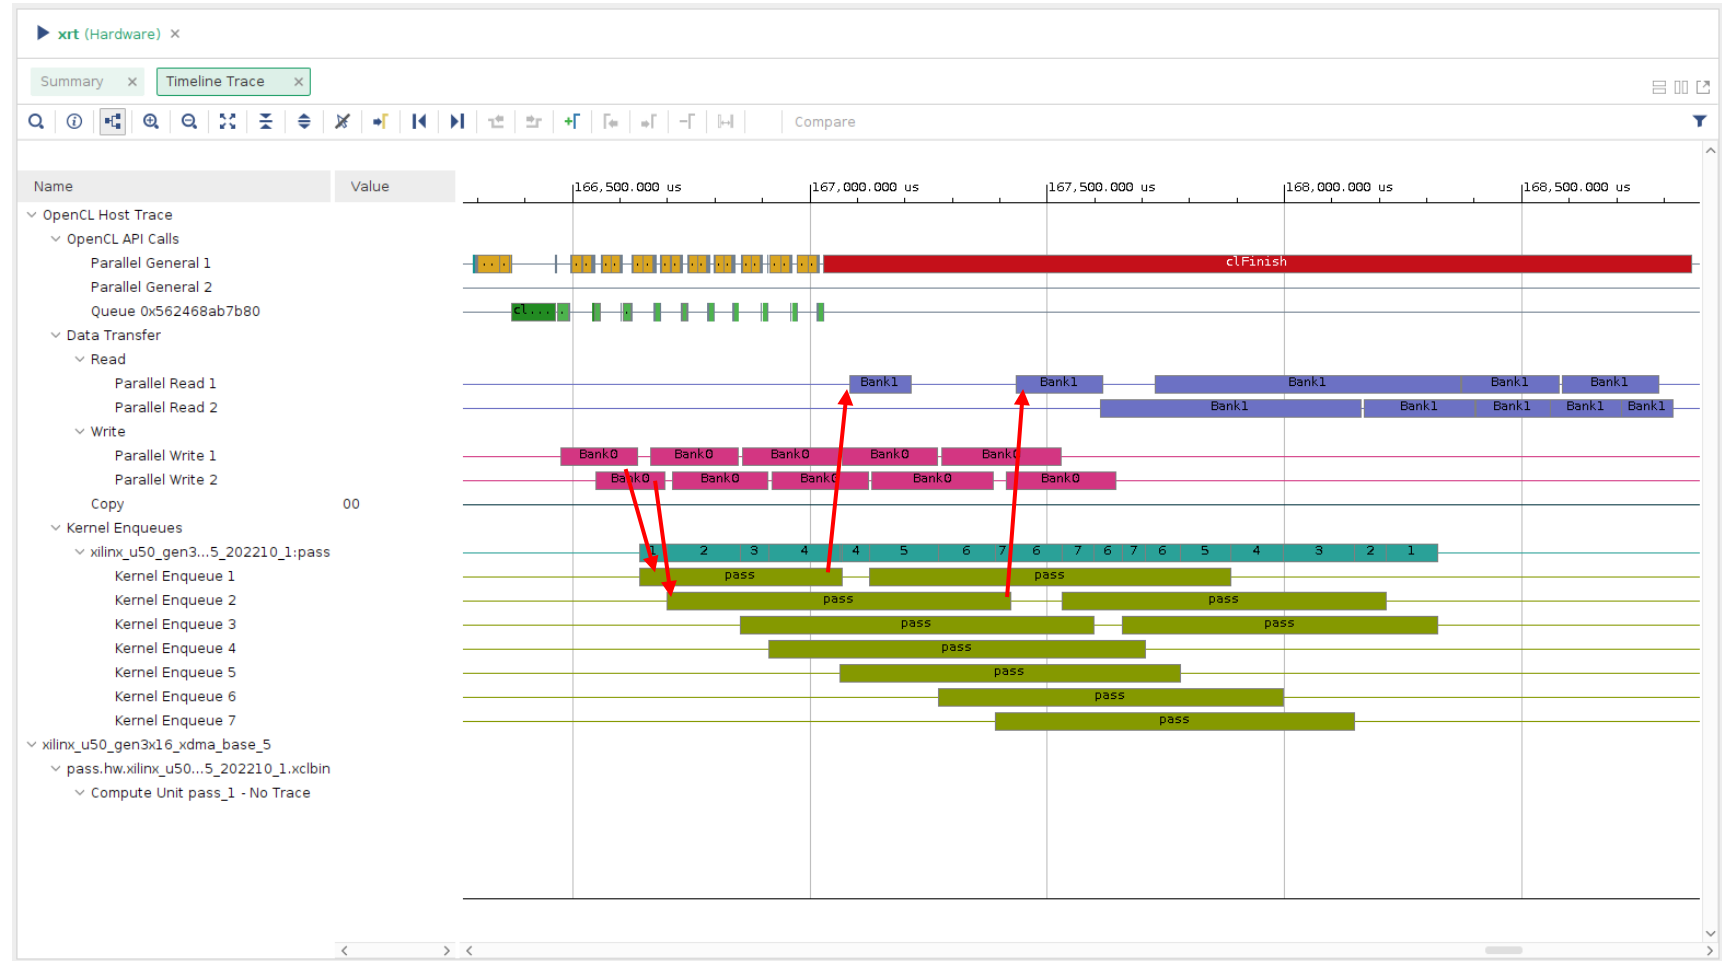 xrt (Hardware) ×
Summary × Timeline Trace ×
Compare
Name Value
166,500.000 us 167,000.000 us 167,500.000 us 168,000.000 us 168,500.000 us
OpenCL Host Trace
OpenCL API Calls
Parallel General 1 clFinish
Parallel General 2
Queue 0x562468ab7b80 cl...
Data Transfer
Read
Parallel Read 1 Bank1 Bank1 Bank1 Bank1 Bank1
Parallel Read 2 Bank1 Bank1 Bank1 Bank1 Bank1
Write
Parallel Write 1 Bank0 Bank0 Bank0 Bank0 Bank0
Parallel Write 2 Bank0 Bank0 Bank0 Bank0 Bank0
Copy 00
Kernel Enqueues
xilinx_u50_gen3...5_202210_1:pass 1 2 3 4 4 5 6 7 6 7 6 7 6 5 4 3 2 1
Kernel Enqueue 1 pass pass
Kernel Enqueue 2 pass pass
Kernel Enqueue 3 pass pass
Kernel Enqueue 4 pass
Kernel Enqueue 5 pass
Kernel Enqueue 6 pass
Kernel Enqueue 7 pass
xilinx_u50_gen3x16_xdma_base_5
pass.hw.xilinx_u50...5_202210_1.xclbin
Compute Unit pass_1 - No Trace